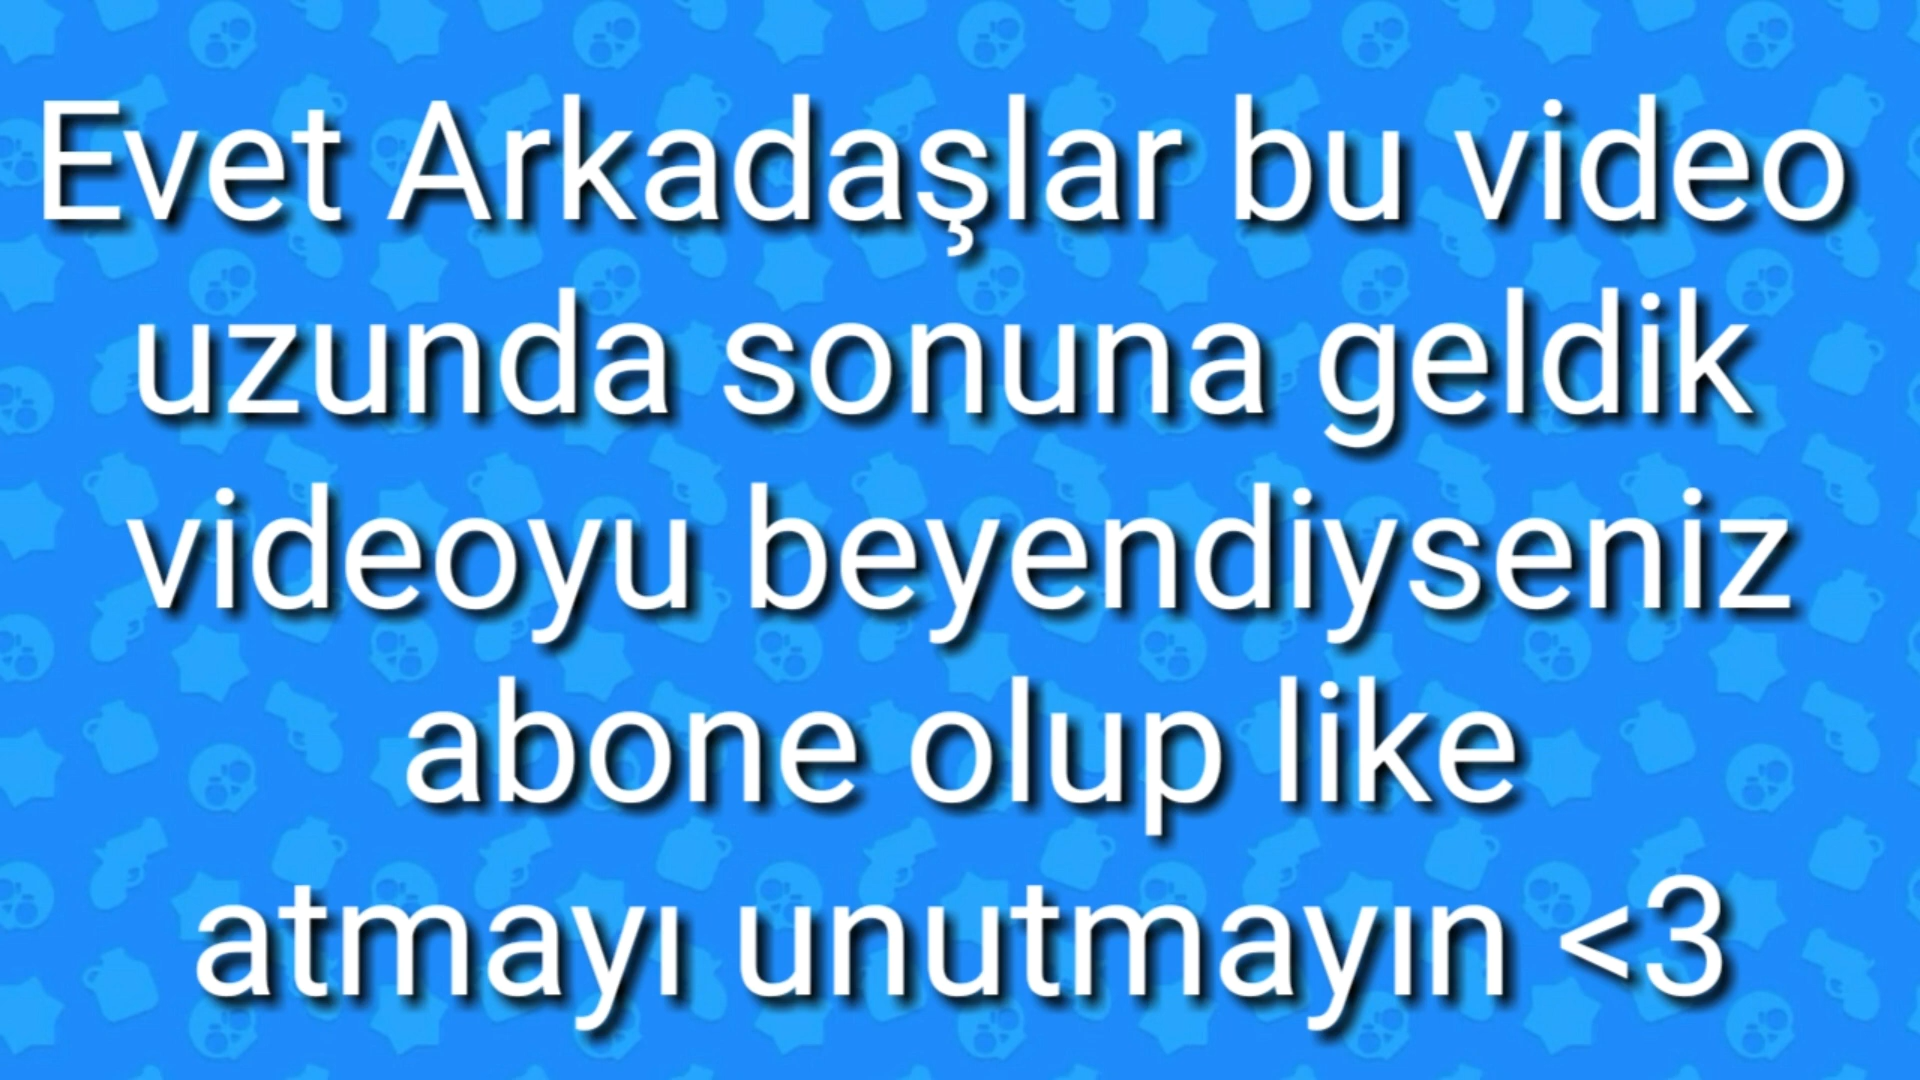 Evet Arkadaşlar bu video
uzunda sonuna geldik
videoyu beyendiyseniz
abone olup like
atmayı unutmayın <3